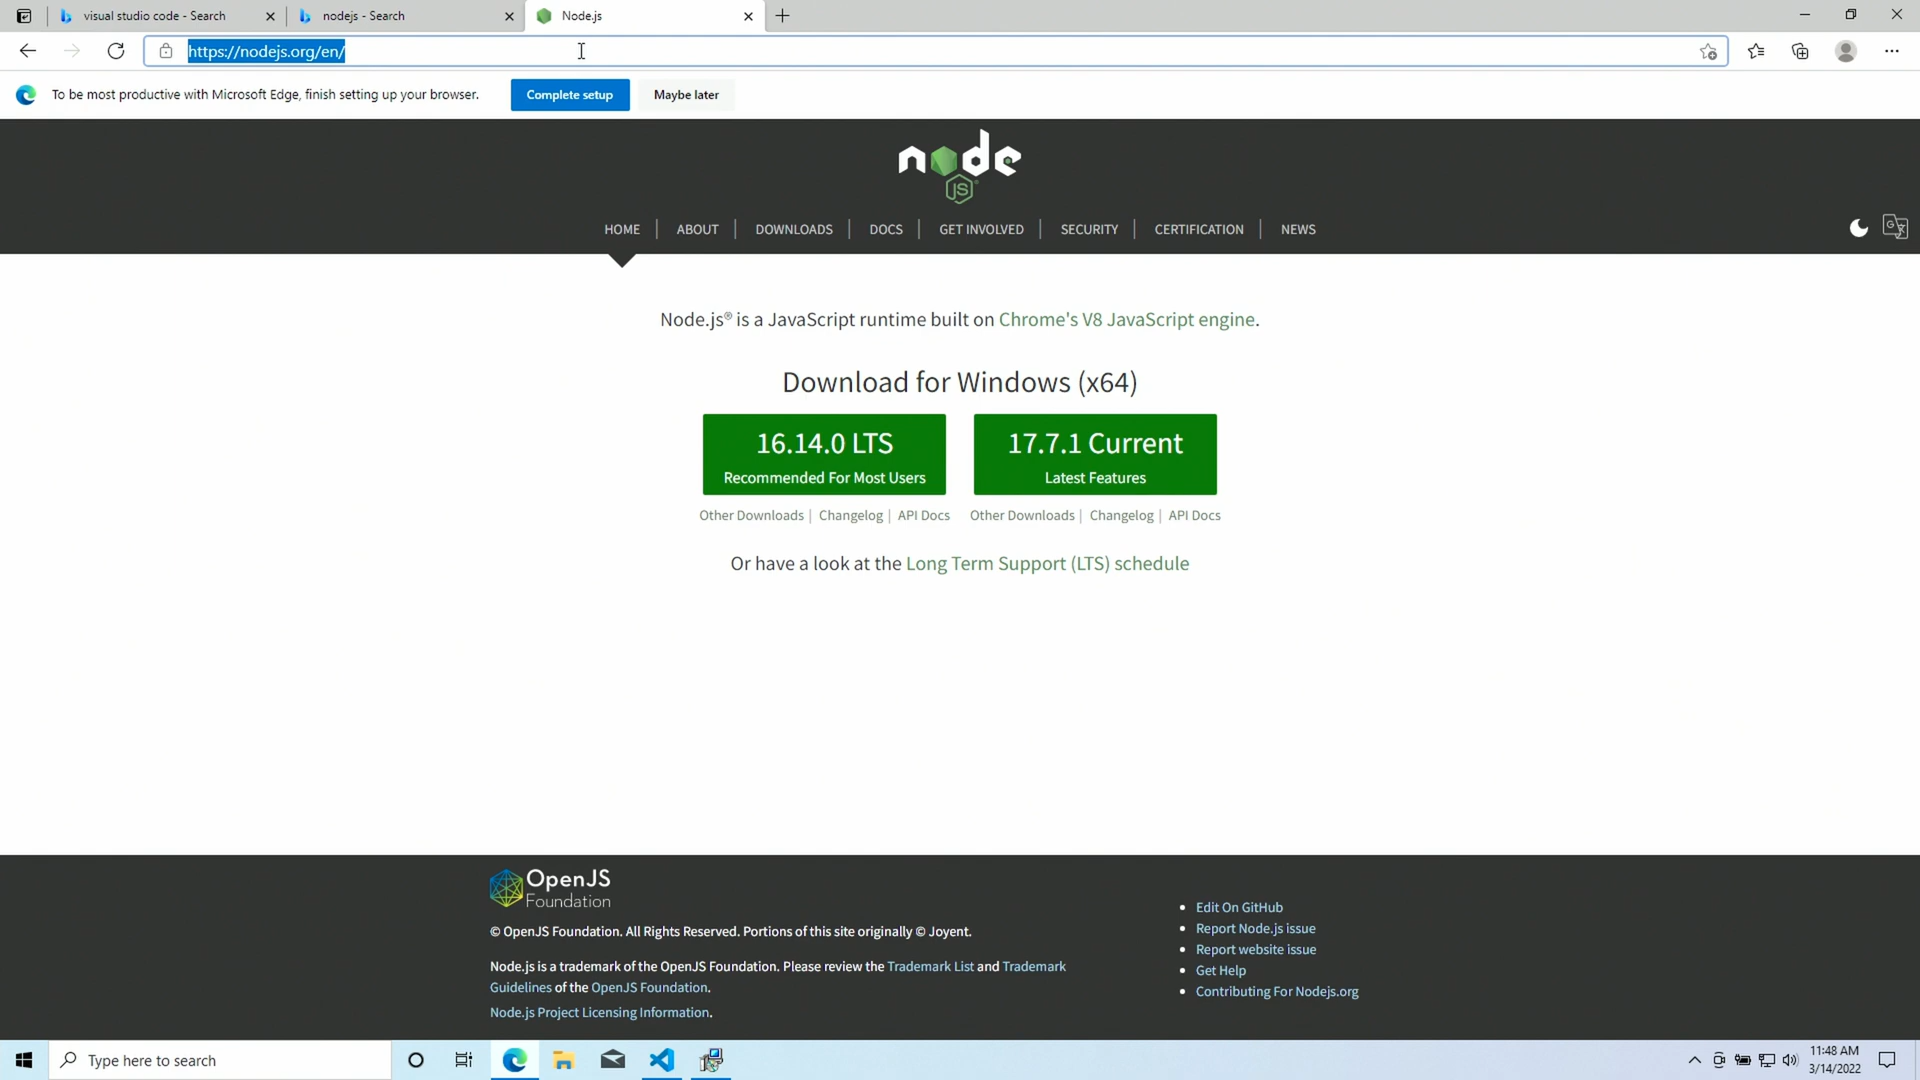 visual studio code - Search
nodejs - Search
Node.js
https://nodejs.org/en/
To be most productive with Microsoft Edge, finish setting up your browser.
Complete setup
Maybe later
node
JS
HOME
ABOUT
DOWNLOADS
DOCS
GET INVOLVED
SECURITY
CERTIFICATION
NEWS
Node.js® is a JavaScript runtime built on Chrome's V8 JavaScript engine.
Download for Windows (x64)
16.14.0 LTS
Recommended For Most Users
17.7.1 Current
Latest Features
Other Downloads | Changelog | API Docs
Other Downloads | Changelog | API Docs
Or have a look at the Long Term Support (LTS) schedule
OpenJS
Foundation
© OpenJS Foundation. All Rights Reserved. Portions of this site originally © Joyent.
Node.js is a trademark of the OpenJS Foundation. Please review the Trademark List and Trademark
Guidelines of the OpenJS Foundation.
Node.js Project Licensing Information.
Edit On GitHub
Report Node.js issue
Report website issue
Get Help
Contributing For Nodejs.org
Type here to search
11:48 AM
3/14/2022